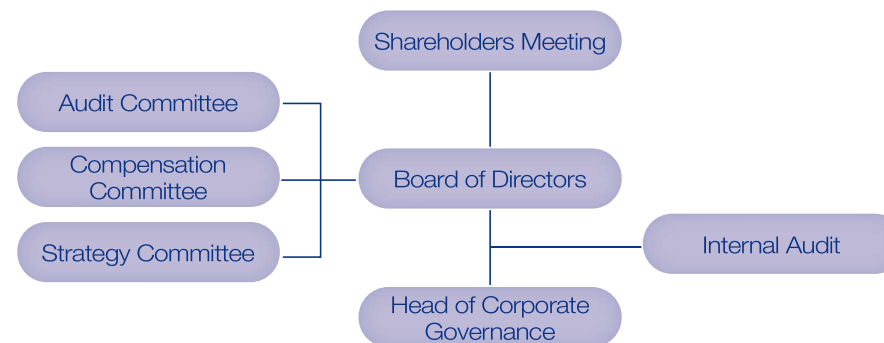 Shareholders Meeting
Audit Committee
Compensation
Committee
Board of Directors
Strategy Committee
Internal Audit
Head of Corporate
Governance